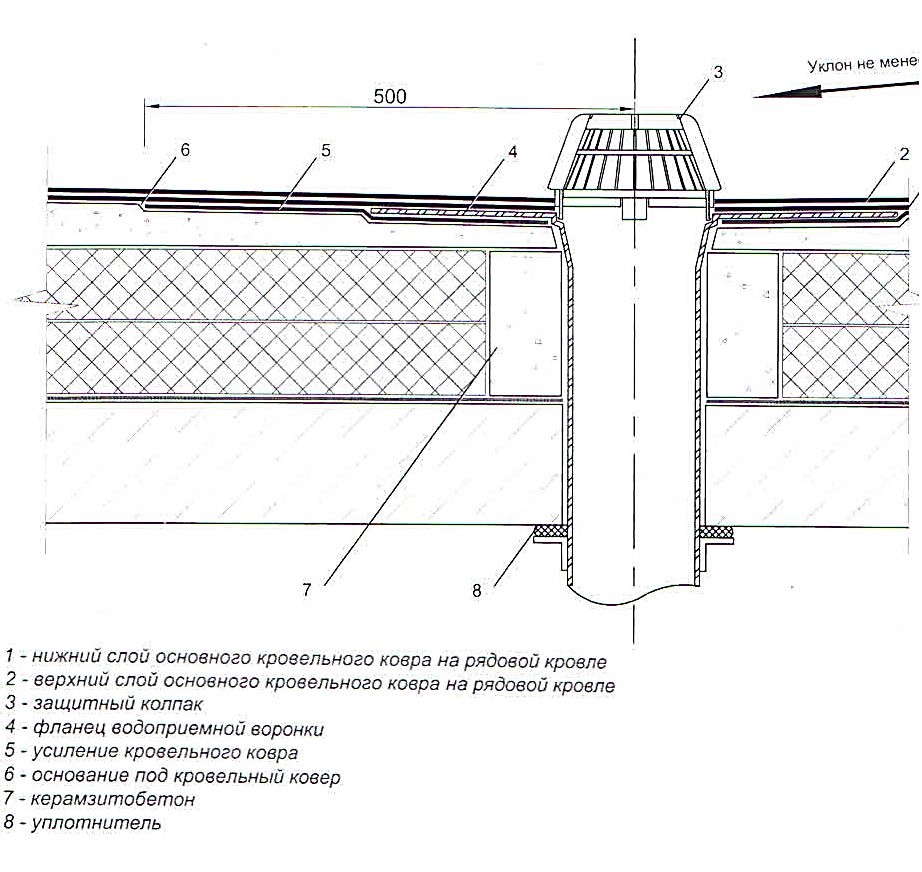 Уклон не менее
3
500
6
5
4
2
7
8
1 - нижний слой основного кровельного ковра на рядовой кровле
2 - верхний слой основного кровельного ковра на рядовой кровле
3 - защитный колпак
4 - фланец водоприемной воронки
5 - усиление кровельного ковра
6 - основание под кровельный ковер
7 - керамзитобетон
8 - уплотнитель